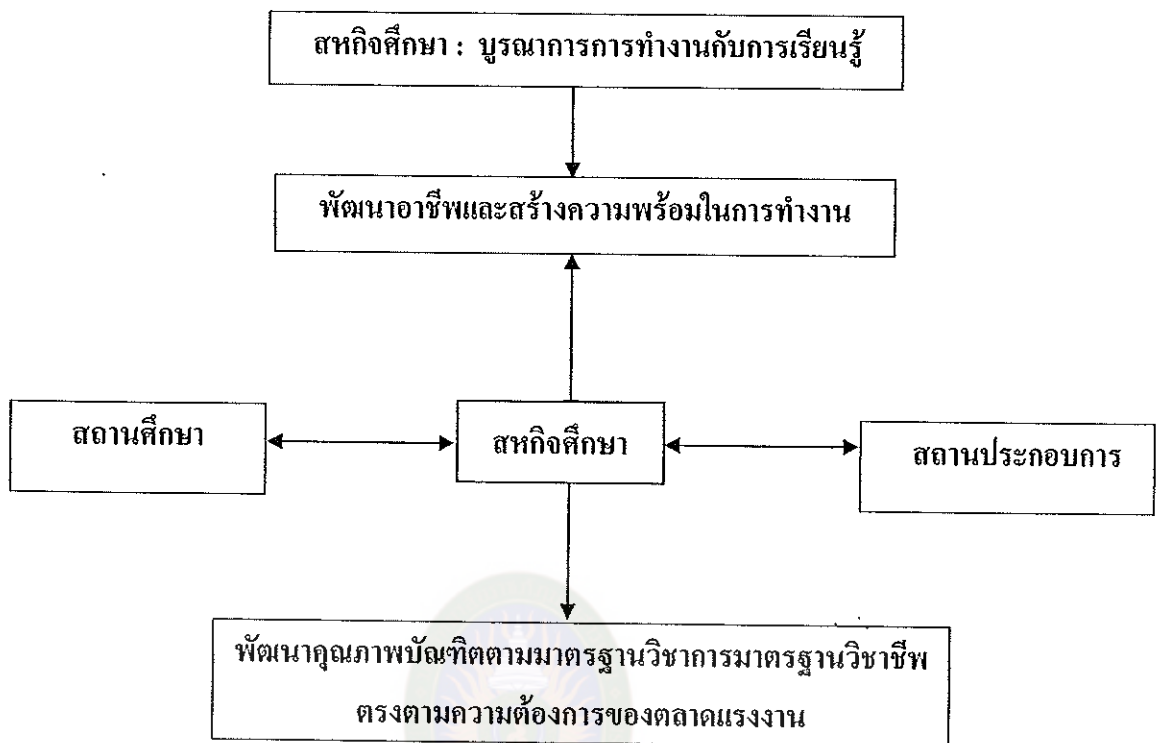 สหกิจศึกษา : บูรณาการการทำงานกับการเรียนรู้
พัฒนาอาชีพและสร้างความพร้อมในการทำงาน
สถานศึกษา
สหกิจศึกษา
สถานประกอบการ
พัฒนาคุณภาพบัณฑิตตามมาตรฐานวิชาการมาตรฐานวิชาชีพ
ตรงตามความต้องการของตลาดแรงงาน